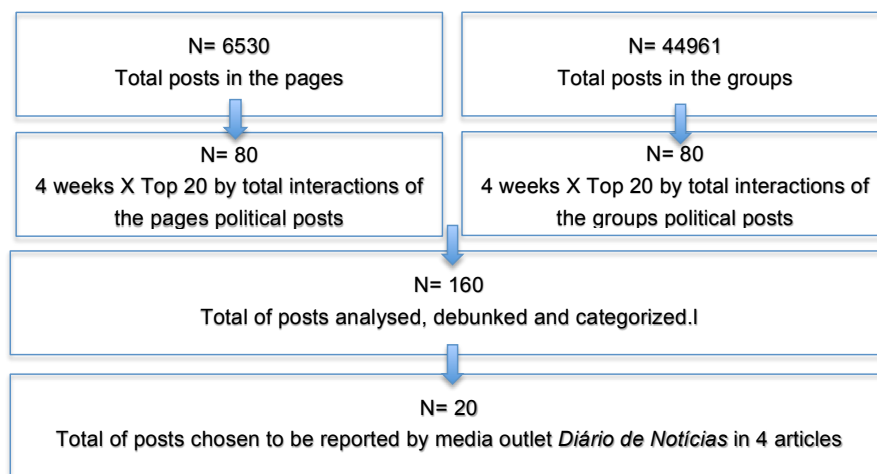 N= 6530
Total posts in the pages
N= 44961
Total posts in the groups
N= 80
4 weeks X Top 20 by total interactions of
the pages political posts
N= 80
4 weeks X Top 20 by total interactions of
the groups political posts
N= 160
Total of posts analysed, debunked and categorized.l
N= 20
Total of posts chosen to be reported by media outlet Diário de Notícias in 4 articles